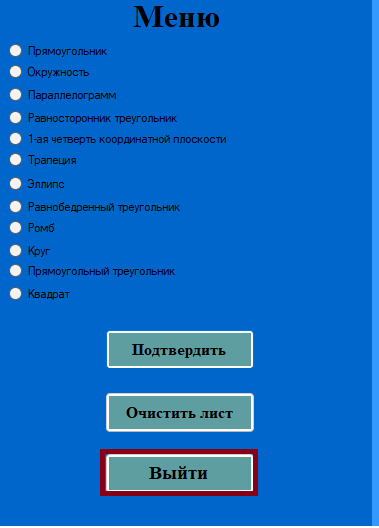 Меню
Прямоугольник
Окружность
Параллелограмм
Равносторонник треугольник
1-ая четверть координатной плоскости
Трапеция
Эллипс
Равнобедренный треугольник
Ромб
Круг
Прямоугольный треугольник
Квадрат
Подтвердить
Очистить лист
Выйти